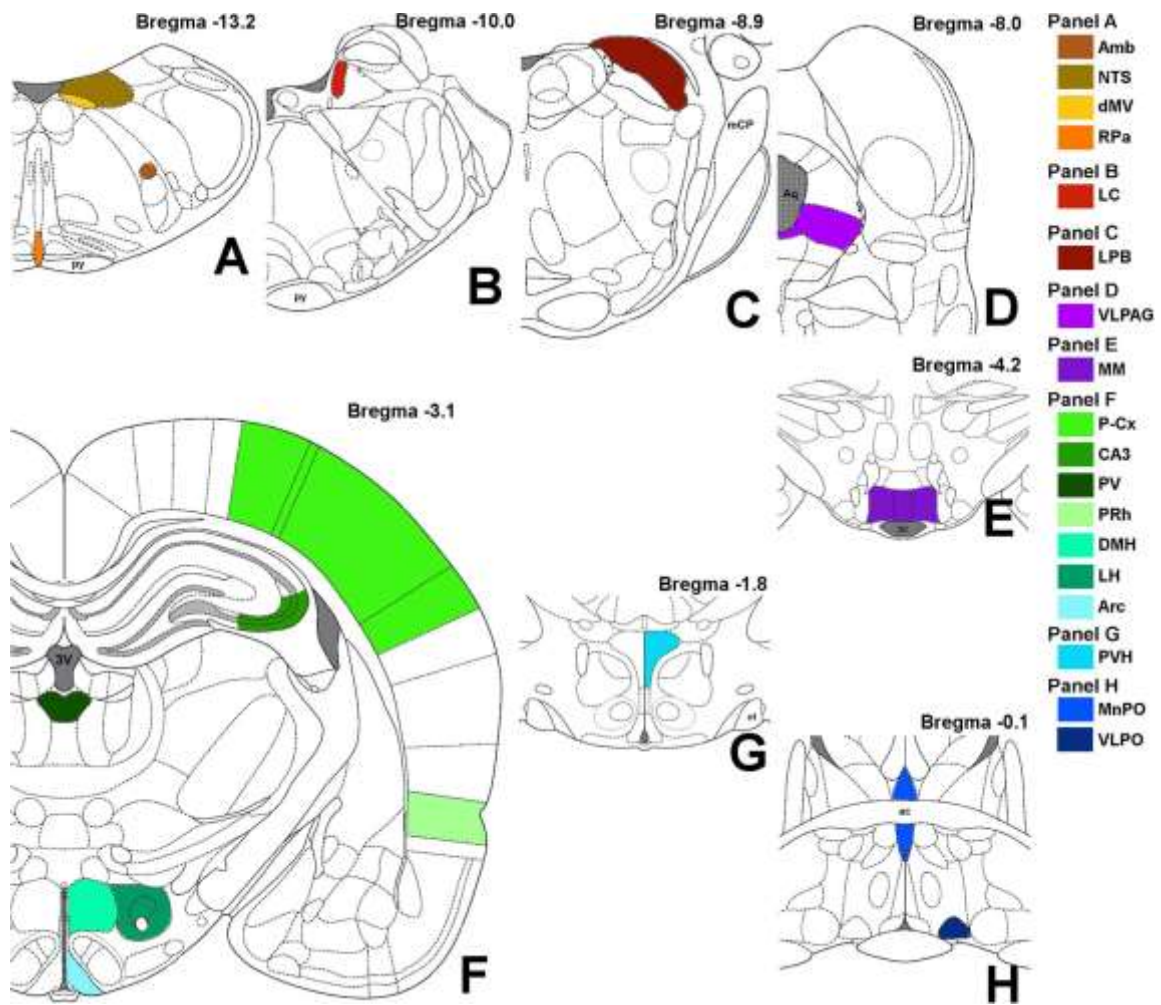 Bregma -13.2
Bregma -10.0
Bregma -8.9
Bregma -8.0
py
A
py
B
mCP
C
Aq
D
Bregma -4.2
E
Bregma -3.1
3V
F
Bregma -1.8
G
Bregma -0.1
ac
H
Panel A
Amb
NTS
dMV
RPa
Panel B
LC
Panel C
LPB
Panel D
VLPAG
Panel E
MM
Panel F
P-Cx
CA3
PV
PRh
DMH
LH
Arc
Panel G
PVH
Panel H
MnPO
VLPO